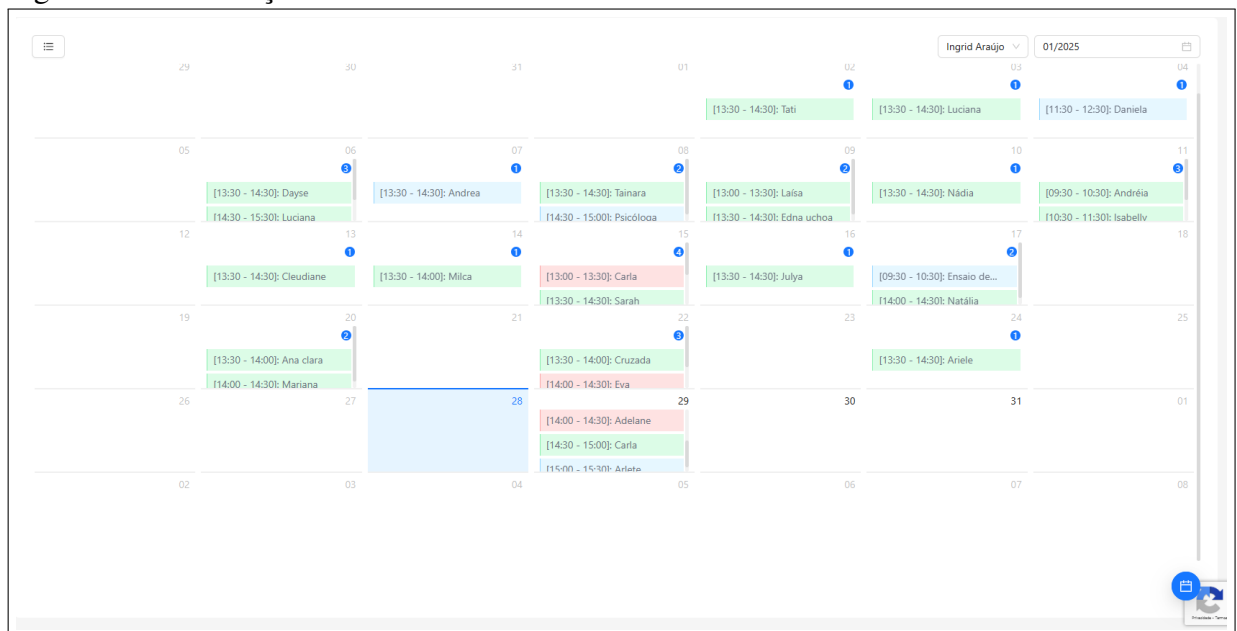 Ingrid Araújo 01/2025
29 30 31 01 02 03 04
1 1 1
[13:30 - 14:30]: Tati [13:30 - 14:30]: Luciana [11:30 - 12:30]: Daniela
05 06 07 08 09 10 11
3 1 2 2 1 3
[13:30 - 14:30]: Dayse [13:30 - 14:30]: Andrea [13:30 - 14:30]: Tainara [13:00 - 13:30]: Laísa [13:30 - 14:30]: Nádia [09:30 - 10:30]: Andréia
[14:30 - 15:30]: Luciana [14:30 - 15:00]: Psicóloga [13:30 - 14:30]: Edna uchoa [10:30 - 11:30]: Isabelly
12 13 14 15 16 17 18
1 1 4 1 2
[13:30 - 14:30]: Cleudiane [13:30 - 14:00]: Milca [13:00 - 13:30]: Carla [13:30 - 14:30]: Julya [09:30 - 10:30]: Ensaio de...
[13:30 - 14:30]: Sarah [14:00 - 14:30]: Natália
19 20 21 22 23 24 25
2 3 1
[13:30 - 14:00]: Ana clara [13:30 - 14:00]: Cruzada [13:30 - 14:30]: Ariele
[14:00 - 14:30]: Mariana [14:00 - 14:30]: Eva
26 27 28 29 30 31 01
[14:00 - 14:30]: Adelane
[14:30 - 15:00]: Carla
[15:00 - 15:30]: Arlete
02 03 04 05 06 07 08